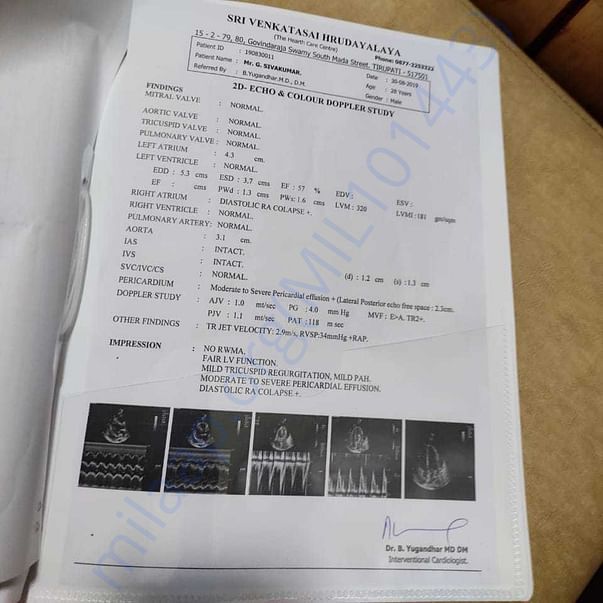 SRI VENKATASAI HRUDAYALAYA
(The Hearth Care Centre)
15 - 2 - 79, 80, Govindaraja Swamy South Mada Street, TIRUPATI - 517501
Phone: 0877-2233322
Patient ID : 190830011
Date : 30-08-2019
Patient Name : Mr. G. SIVAKUMAR.
Age : 28 Years
Referred By : B.Yugandhar.M.D., D.M.
Gender : Male
2D- ECHO & COLOUR DOPPLER STUDY
FINDINGS
MITRAL VALVE : NORMAL.
AORTIC VALVE : NORMAL.
TRICUSPID VALVE : NORMAL.
PULMONARY VALVE : NORMAL.
LEFT ATRIUM : 4.3 cm.
LEFT VENTRICLE : NORMAL.
EDD : 5.3 cms ESD : 3.7 cms EF : 57 % EDV : ESV :
EF : cms PWd : 1.3 cms PWs : 1.6 cms LVM : 320 LVMI : 181 gm/sqm
RIGHT ATRIUM : DIASTOLIC RA COLAPSE +.
RIGHT VENTRICLE : NORMAL.
PULMONARY ARTERY: NORMAL.
AORTA : 3.1 cm.
IAS : INTACT.
IVS : INTACT. (d) : 1.2 cm (s) : 1.3 cm
SVC/IVC/CS : NORMAL.
PERICARDIUM : Moderate to Severe Pericardial effusion + (Lateral Posterior echo free space : 2.3cm.
DOPPLER STUDY : AJV : 1.0 mt/sec PG : 4.0 mm Hg MVF : E>A. TR2+.
PJV : 1.1 mt/sec PAT : 118 m sec
OTHER FINDINGS : TR JET VELOCITY: 2.9m/s, RVSP:34mmHg +RAP.
IMPRESSION : NO RWMA.
FAIR LV FUNCTION.
MILD TRICUSPID REGURGITATION, MILD PAH.
MODERATE TO SEVERE PERICARDIAL EFFUSION.
DIASTOLIC RA COLAPSE +.
Dr. B. Yugandhar MD DM
Interventional Cardiologist.